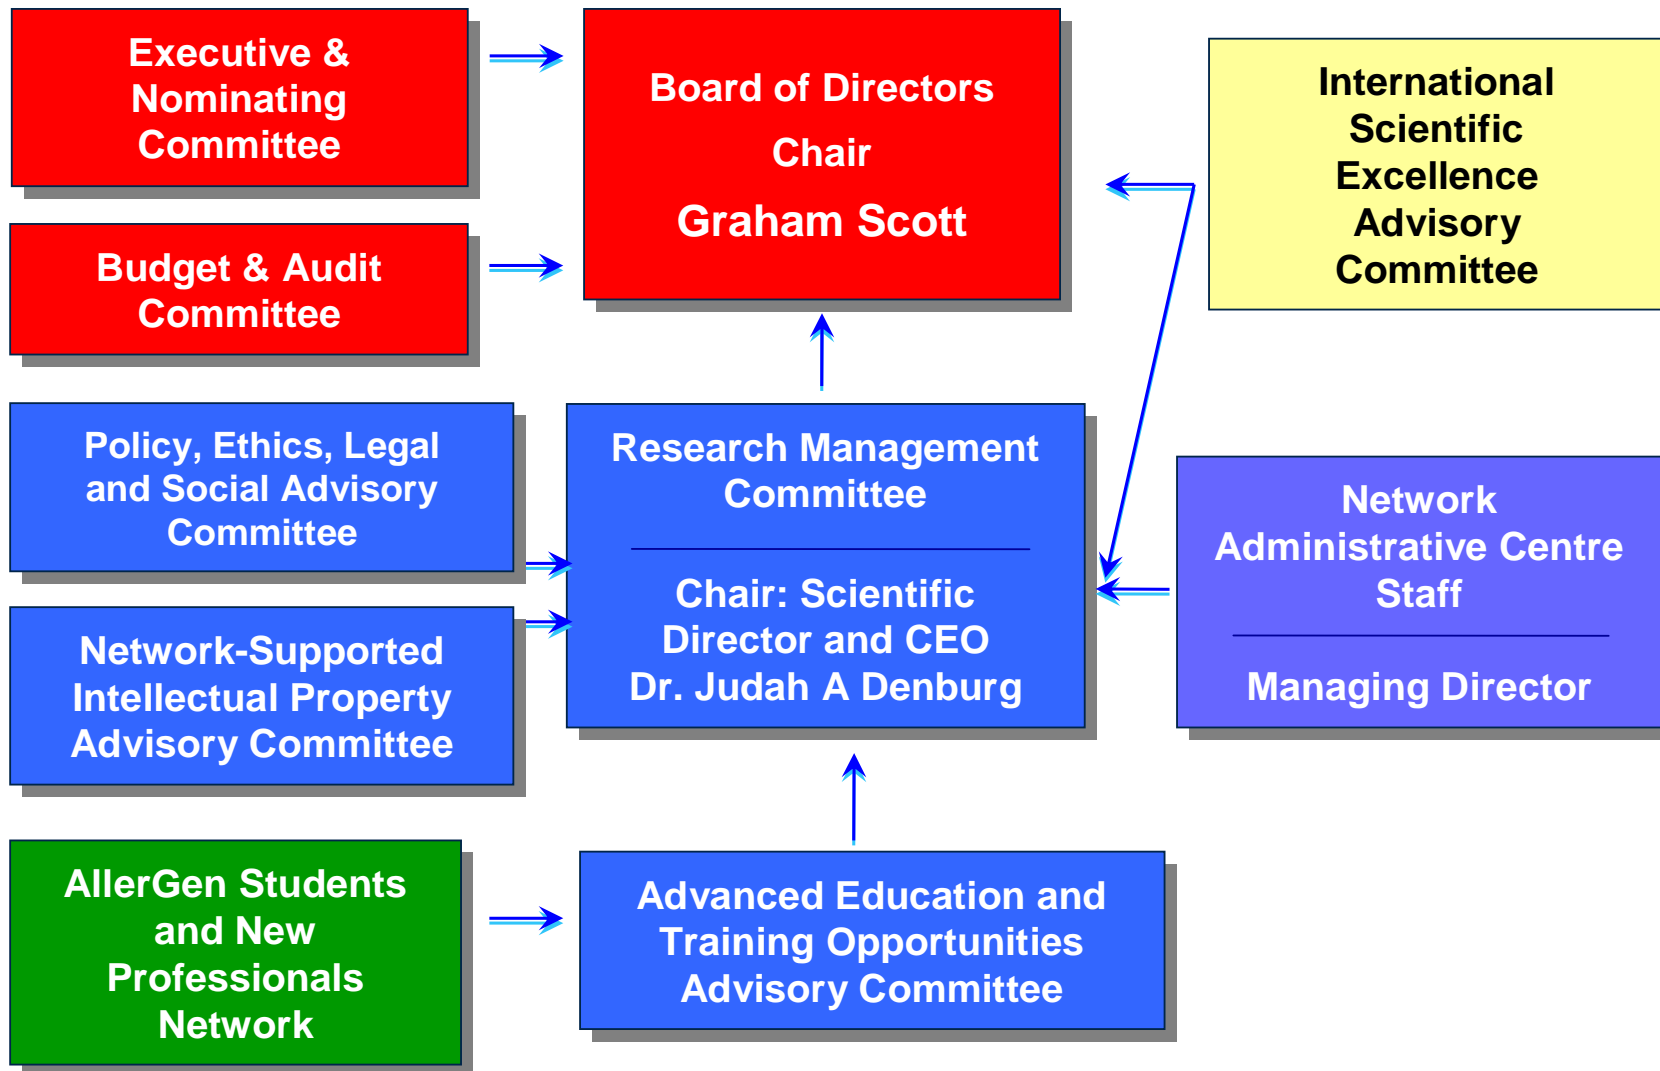 Executive &
Nominating
Committee
Board of Directors
Chair
Graham Scott
International
Scientific
Excellence
Advisory
Committee
Budget & Audit
Committee
Policy, Ethics, Legal
and Social Advisory
Committee
Research Management
Committee
Chair: Scientific
Director and CEO
Dr. Judah A Denburg
Network
Administrative Centre
Staff
Managing Director
Network-Supported
Intellectual Property
Advisory Committee
AllerGen Students
and New
Professionals
Network
Advanced Education and
Training Opportunities
Advisory Committee